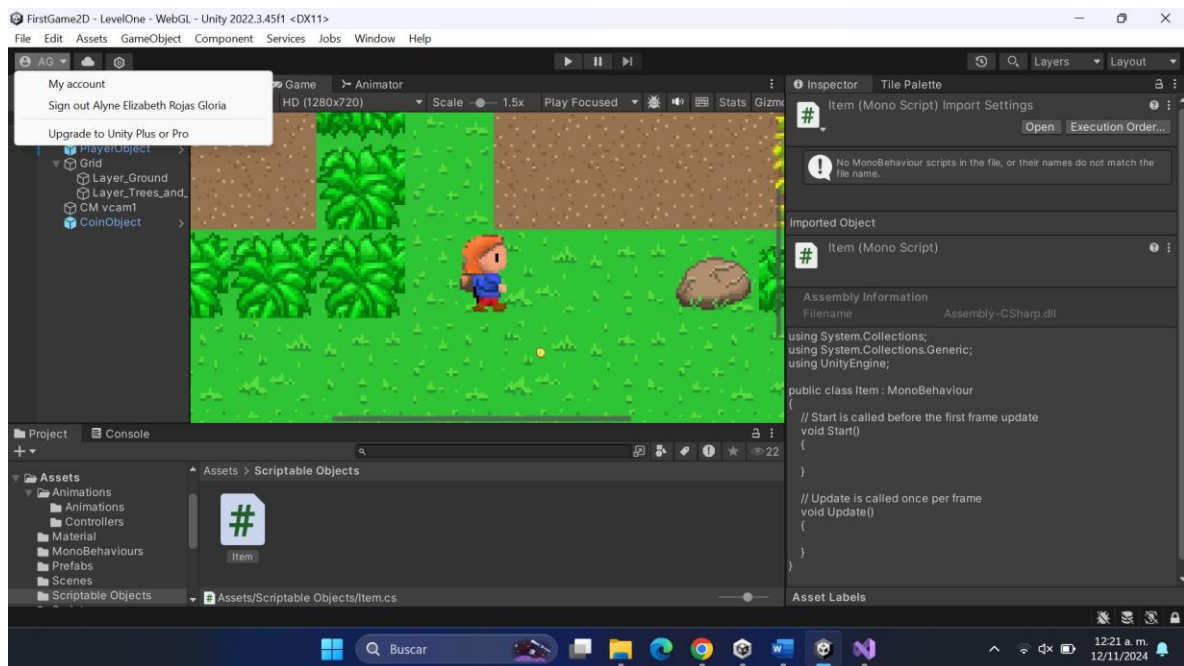 FirstGame2D - LevelOne - WebGL - Unity 2022.3.45f1 <DX11>
File Edit Assets GameObject Component Services Jobs Window Help
AG
Layers
Layout
My account
Sign out Alyne Elizabeth Rojas Gloria
Upgrade to Unity Plus or Pro
Game
Animator
HD (1280x720)
Scale
1.5x
Play Focused
Stats
PlayerObject
Grid
Layer_Ground
Layer_Trees_and_
CM vcam1
CoinObject
Inspector
Tile Palette
Item (Mono Script) Import Settings
Open
Execution Order...
No MonoBehaviour scripts in the file, or their names do not match the
file name.
Imported Object
Item (Mono Script)
Assembly Information
Filename
Assembly-CSharp.dll
using System.Collections;
using System.Collections.Generic;
using UnityEngine;
public class Item : MonoBehaviour
{
// Start is called before the first frame update
void Start()
{
}
// Update is called once per frame
void Update()
{
}
}
Asset Labels
Project
Console
22
Assets
Animations
Animations
Controllers
Material
MonoBehaviours
Prefabs
Scenes
Scriptable Objects
Assets > Scriptable Objects
#
Item
Assets/Scriptable Objects/Item.cs
Buscar
12:21 a. m.
12/11/2024